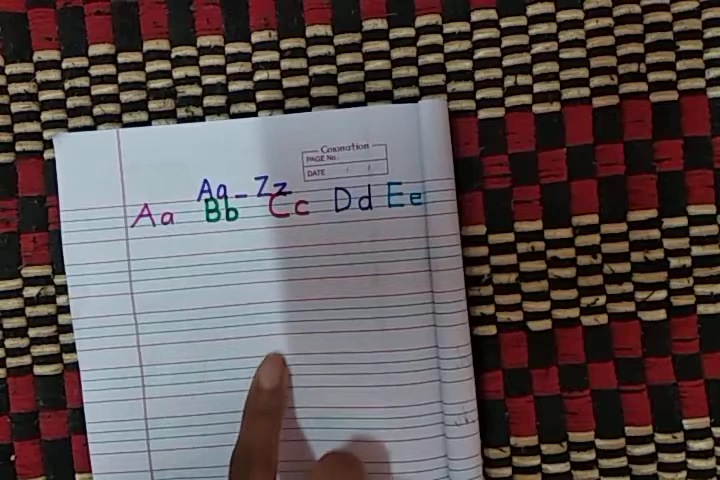 Coronation
PAGE No.
DATE / /
Aa - Zz
Aa Bb Cc Dd Ee